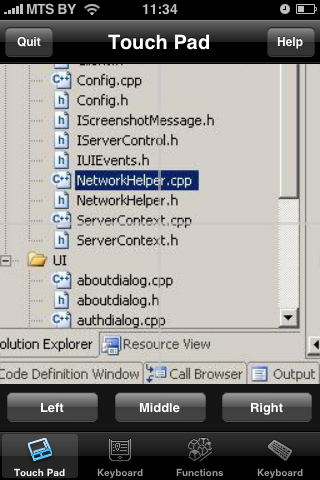 MTS BY 11:34
Quit Touch Pad Help
Config.cpp
Config.h
IScreenshotMessage.h
IServerControl.h
IUIEvents.h
NetworkHelper.cpp
NetworkHelper.h
ServerContext.cpp
ServerContext.h
UI
aboutdialog.cpp
aboutdialog.h
authdialog.cpp
olution Explorer Resource View
Code Definition Window Call Browser Output
Left Middle Right
Touch Pad Keyboard Functions Keyboard